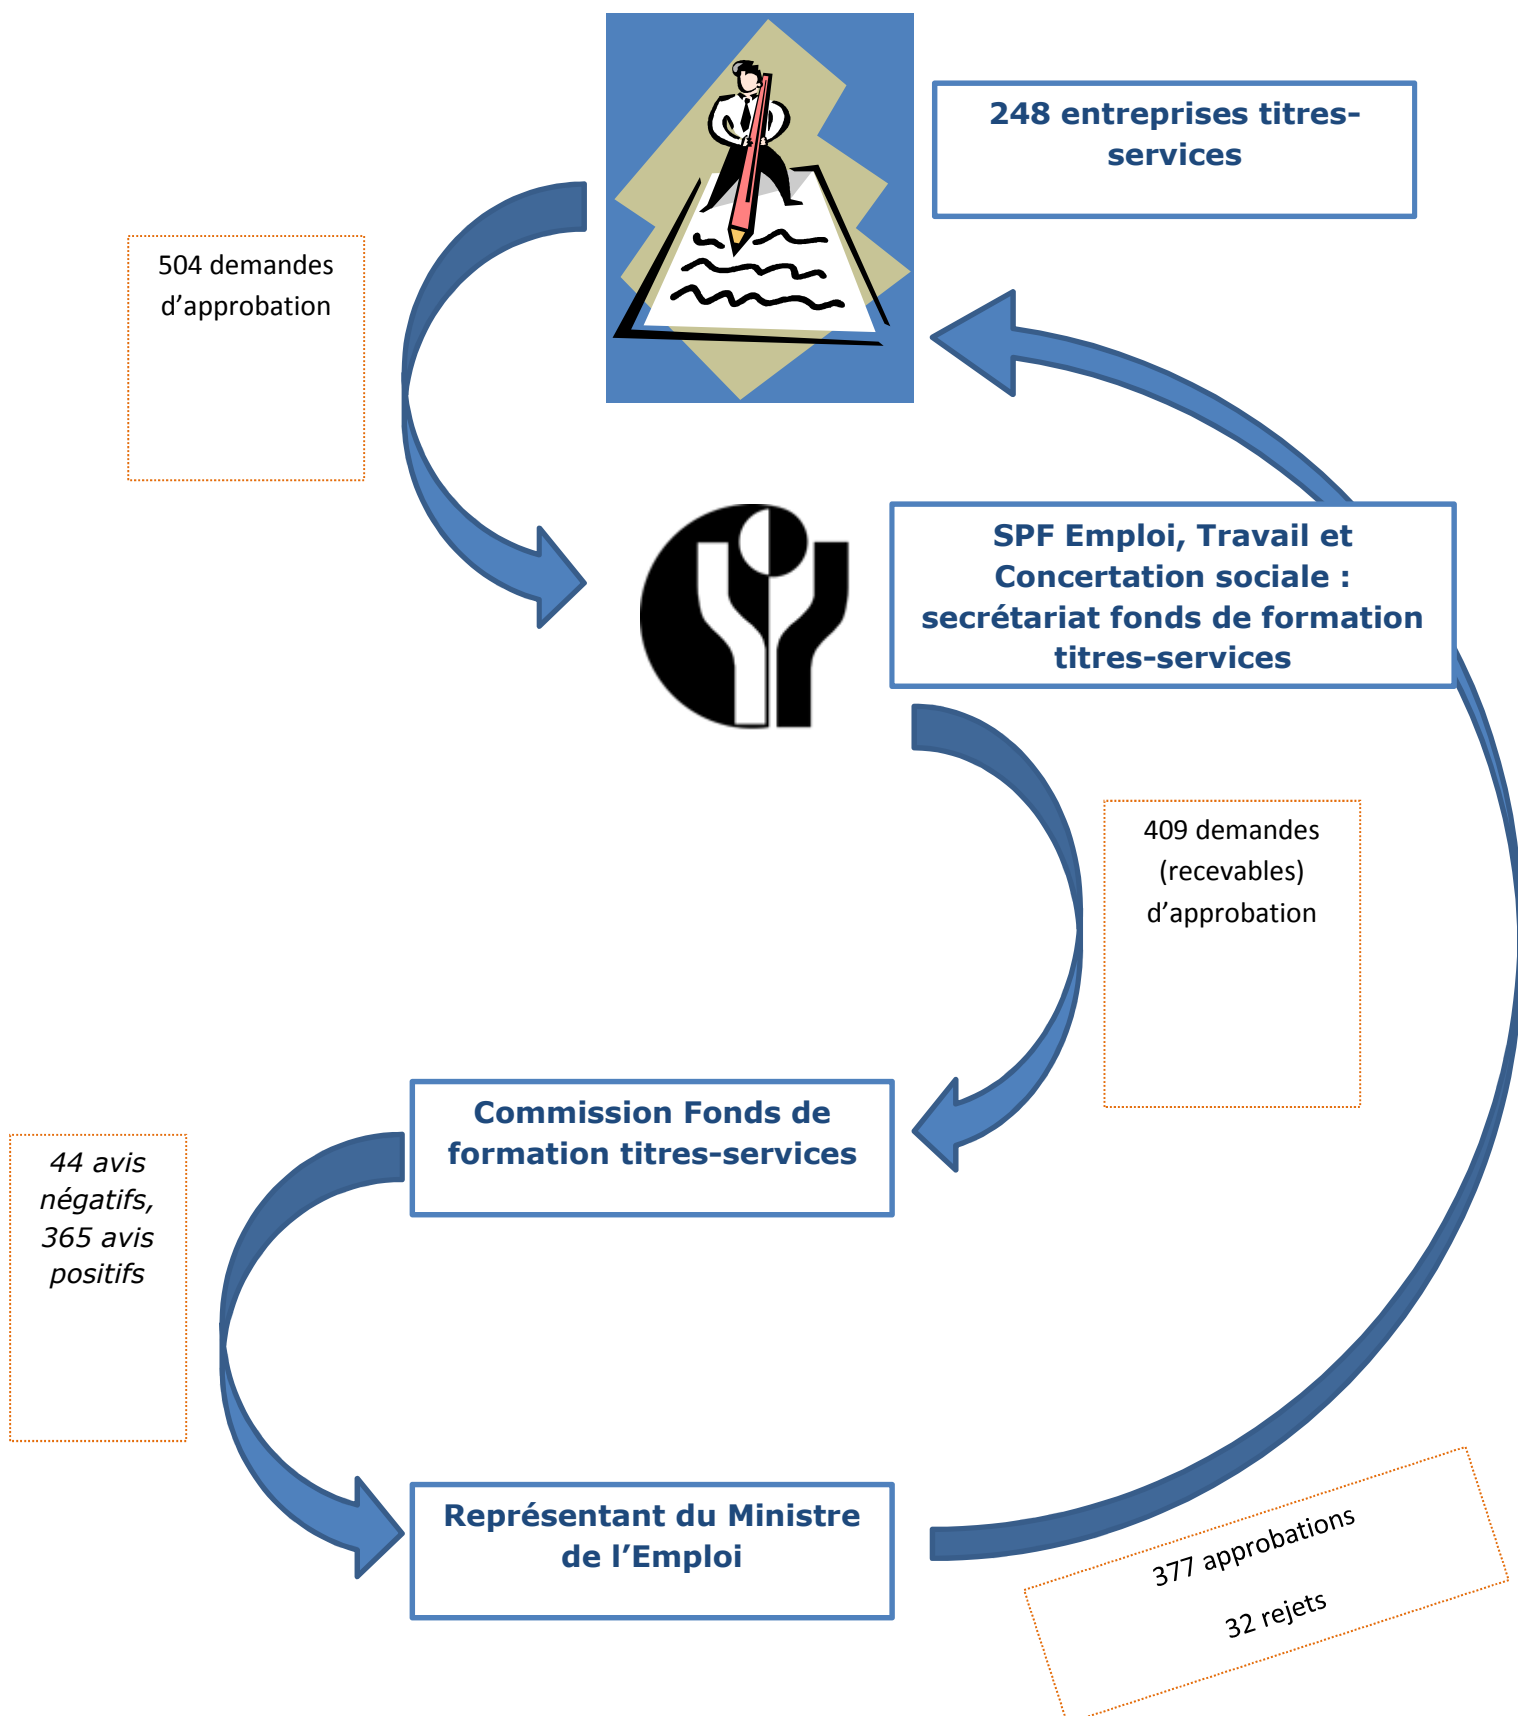 248 entreprises titres-
services
504 demandes
d’approbation
SPF Emploi, Travail et
Concertation sociale :
secrétariat fonds de formation
titres-services
409 demandes
(recevables)
d’approbation
Commission Fonds de
formation titres-services
44 avis
négatifs,
365 avis
positifs
Représentant du Ministre
de l’Emploi
377 approbations
32 rejets